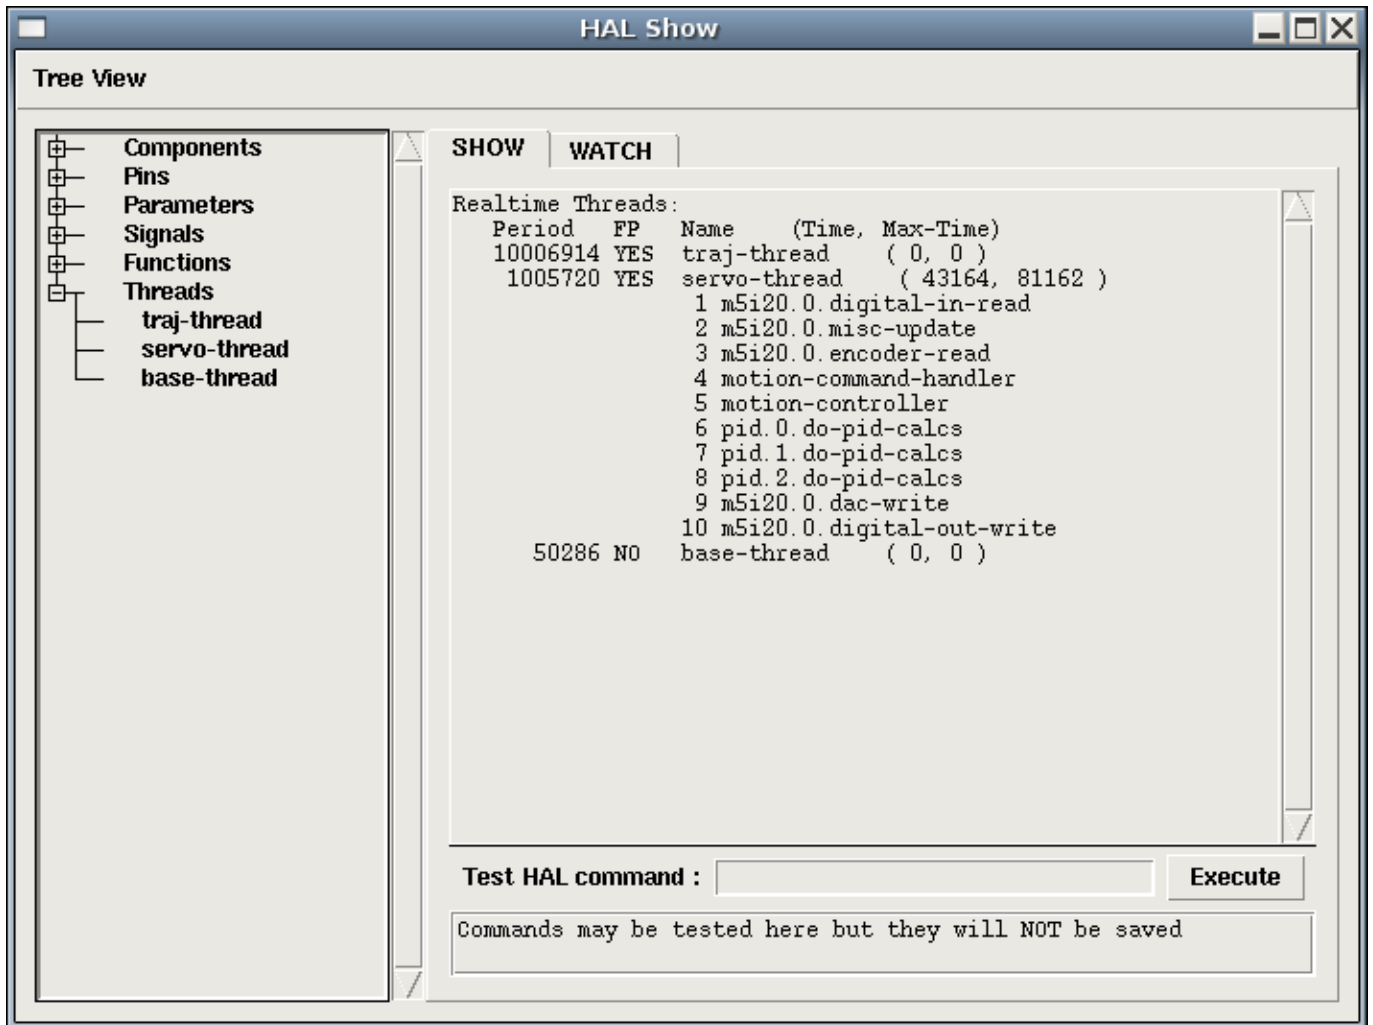 HAL Show
Tree View
Components
Pins
Parameters
Signals
Functions
Threads
traj-thread
servo-thread
base-thread
SHOW WATCH
Realtime Threads:
Period FP Name (Time, Max-Time)
10006914 YES traj-thread ( 0, 0 )
1005720 YES servo-thread ( 43164, 81162 )
1 m5i20.0.digital-in-read
2 m5i20.0.misc-update
3 m5i20.0.encoder-read
4 motion-command-handler
5 motion-controller
6 pid.0.do-pid-calcs
7 pid.1.do-pid-calcs
8 pid.2.do-pid-calcs
9 m5i20.0.dac-write
10 m5i20.0.digital-out-write
50286 NO base-thread ( 0, 0 )
Test HAL command : Execute
Commands may be tested here but they will NOT be saved